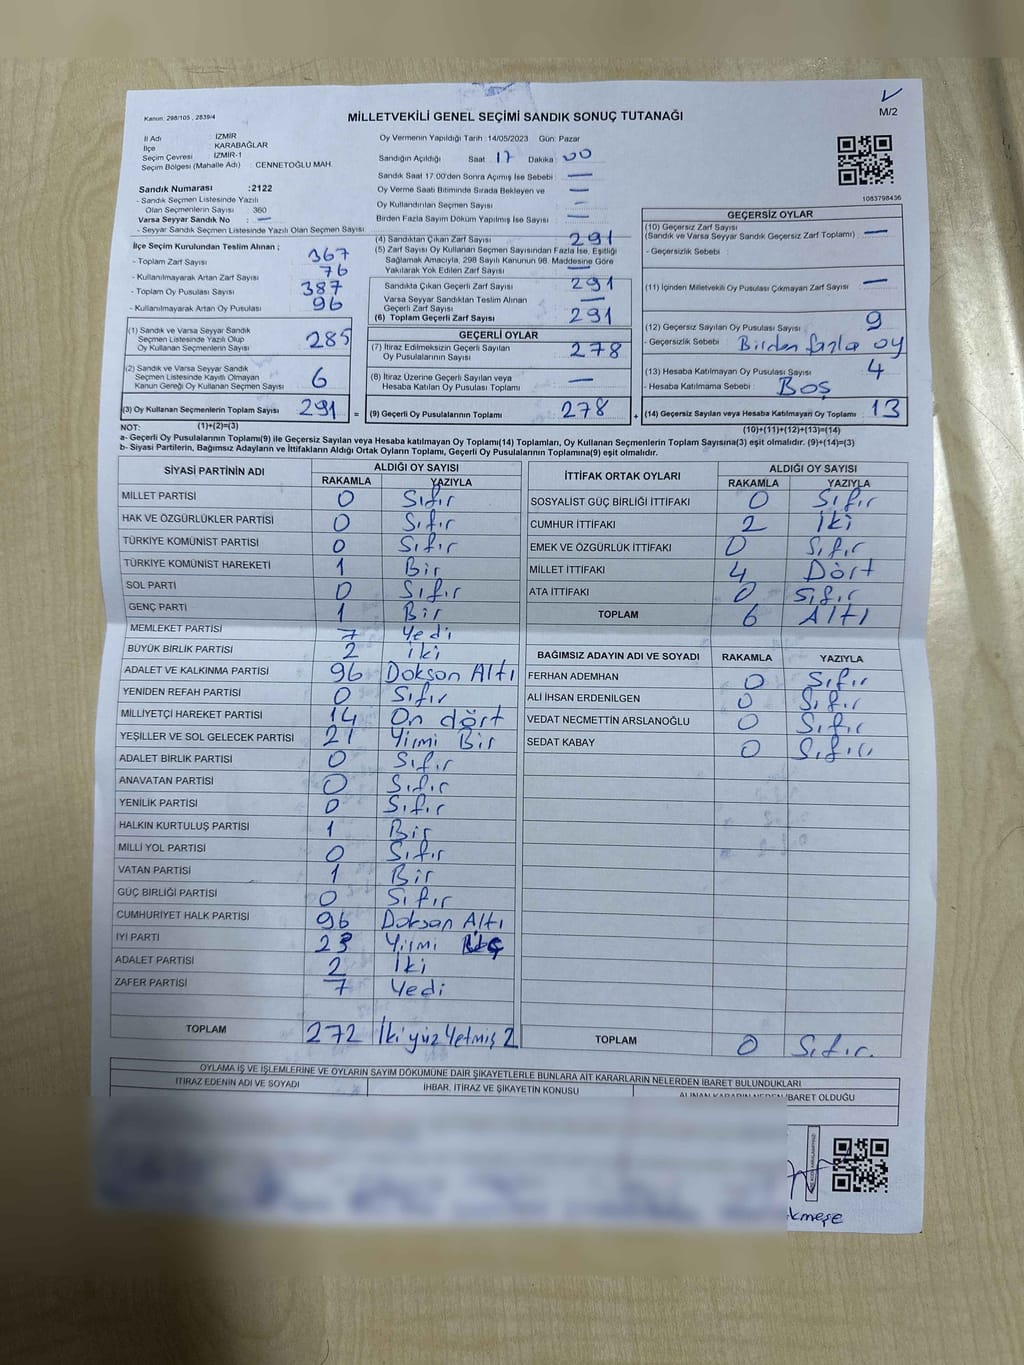 M/2
Kanun: 298/105 , 2839/4
MİLLETVEKİLİ GENEL SEÇİMİ SANDIK SONUÇ TUTANAĞI
İl Adı : İZMİR
İlçe : KARABAĞLAR
Seçim Çevresi : İZMİR-1
Seçim Bölgesi (Mahalle Adı) : CENNETOĞLU MAH.
Sandık Numarası :2122
- Sandık Seçmen Listesinde Yazılı
Olan Seçmenlerin Sayısı : 360
Varsa Seyyar Sandık No : —
- Seyyar Sandık Seçmen Listesinde Yazılı Olan Seçmen Sayısı
İlçe Seçim Kurulundan Teslim Alınan ;
- Toplam Zarf Sayısı 367
- Kullanılmayarak Artan Zarf Sayısı 76
- Toplam Oy Pusulası Sayısı 387
- Kullanılmayarak Artan Oy Pusulası 96
Oy Vermenin Yapıldığı Tarih :14/05/2023 Gün: Pazar
Sandığın Açıldığı Saat 17 Dakika: 00
Sandık Saat 17:00'den Sonra Açımış İse Sebebi : —
Oy Verme Saati Bitiminde Sırada Bekleyen ve —
Oy Kullandırılan Seçmen Sayısı —
Birden Fazla Sayım Döküm Yapılmış İse Sayısı —
1083798436
(4) Sandıktan Çıkan Zarf Sayısı 291
(5) Zarf Sayısı Oy Kullanan Seçmen Sayısından Fazla İse, Eşitliği
Sağlamak Amacıyla, 298 Sayılı Kanunun 98. Maddesine Göre
Yakılarak Yok Edilen Zarf Sayısı —
Sandıkta Çıkan Geçerli Zarf Sayısı 291
Varsa Seyyar Sandıktan Teslim Alınan
Geçerli Zarf Sayısı —
(6) Toplam Geçerli Zarf Sayısı 291
GEÇERSİZ OYLAR
(10) Geçersiz Zarf Sayısı
(Sandık ve Varsa Seyyar Sandık Geçersiz Zarf Toplamı) —
- Geçersizlik Sebebi :
(11) İçinden Milletvekili Oy Pusulası Çıkmayan Zarf Sayısı —
(12) Geçersiz Sayılan Oy Pusulası Sayısı 9
- Geçersizlik Sebebi : Birden fazla oy
(13) Hesaba Katılmayan Oy Pusulası Sayısı 4
- Hesaba Katılmama Sebebi : Boş
(1) Sandık ve Varsa Seyyar Sandık
Seçmen Listesinde Yazılı Olup
Oy Kullanan Seçmenlerin Sayısı 285
(2) Sandık ve Varsa Seyyar Sandık
Seçmen Listesinde Kayıtlı Olmayan
Kanun Gereği Oy Kullanan Seçmen Sayısı 6
GEÇERLİ OYLAR
(7) İtiraz Edilmeksizin Geçerli Sayılan
Oy Pusulalarının Sayısı 278
(8) İtiraz Üzerine Geçerli Sayılan veya
Hesaba Katılan Oy Pusulası Toplamı —
(3) Oy Kullanan Seçmenlerin Toplam Sayısı 291 = (9) Geçerli Oy Pusulalarının Toplamı 278 + (14) Geçersiz Sayılan veya Hesaba Katılmayan Oy Toplamı 13
NOT: (1)+(2)=(3) (10)+(11)+(12)+(13)=(14)
a- Geçerli Oy Pusulalarının Toplamı(9) ile Geçersiz Sayılan veya Hesaba katılmayan Oy Toplamı(14) Toplamları, Oy Kullanan Seçmenlerin Toplam Sayısına(3) eşit olmalıdır. (9)+(14)=(3)
b- Siyasi Partilerin, Bağımsız Adayların ve İttifakların Aldığı Ortak Oyların Toplamı, Geçerli Oy Pusulalarının Toplamına(9) eşit olmalıdır.
SİYASİ PARTİNİN ADI ALDIĞI OY SAYISI
RAKAMLA YAZIYLA
MİLLET PARTİSİ 0 Sıfır
HAK VE ÖZGÜRLÜKLER PARTİSİ 0 Sıfır
TÜRKİYE KOMÜNİST PARTİSİ 0 Sıfır
TÜRKİYE KOMÜNİST HAREKETİ 1 Bir
SOL PARTİ 0 Sıfır
GENÇ PARTİ 1 Bir
MEMLEKET PARTİSİ 7 Yedi
BÜYÜK BİRLİK PARTİSİ 2 İki
ADALET VE KALKINMA PARTİSİ 96 Doksan Altı
YENİDEN REFAH PARTİSİ 0 Sıfır
MİLLİYETÇİ HAREKET PARTİSİ 14 On dört
YEŞİLLER VE SOL GELECEK PARTİSİ 21 Yirmi Bir
ADALET BİRLİK PARTİSİ 0 Sıfır
ANAVATAN PARTİSİ 0 Sıfır
YENİLİK PARTİSİ 0 Sıfır
HALKIN KURTULUŞ PARTİSİ 1 Bir
MİLLİ YOL PARTİSİ 0 Sıfır
VATAN PARTİSİ 1 Bir
GÜÇ BİRLİĞİ PARTİSİ 0 Sıfır
CUMHURİYET HALK PARTİSİ 96 Doksan Altı
İYİ PARTİ 23 Yirmi
ADALET PARTİSİ 2 İki
ZAFER PARTİSİ 7 Yedi
TOPLAM 272 İki yüz Yetmiş 2
İTTİFAK ORTAK OYLARI ALDIĞI OY SAYISI
RAKAMLA YAZIYLA
SOSYALİST GÜÇ BİRLİĞİ İTTİFAKI 0 Sıfır
CUMHUR İTTİFAKI 2 İki
EMEK VE ÖZGÜRLÜK İTTİFAKI 0 Sıfır
MİLLET İTTİFAKI 4 Dört
ATA İTTİFAKI 0 Sıfır
TOPLAM 6 Altı
BAĞIMSIZ ADAYIN ADI VE SOYADI RAKAMLA YAZIYLA
FERHAN ADEMHAN 0 Sıfır
ALİ İHSAN ERDENİLGEN 0 Sıfır
VEDAT NECMETTİN ARSLANOĞLU 0 Sıfır
SEDAT KABAY 0 Sıfır
TOPLAM 0 Sıfır.
OYLAMA İŞ VE İŞLEMLERİNE VE OYLARIN SAYIM DÖKÜMÜNE DAİR ŞİKAYETLERLE BUNLARA AİT KARARLARIN NELERDEN İBARET BULUNDUKLARI
İTİRAZ EDENİN ADI VE SOYADI İHBAR, İTİRAZ VE ŞİKAYETİN KONUSU ALINAN KARARIN NEDEN İBARET OLDUĞU
kmeşe